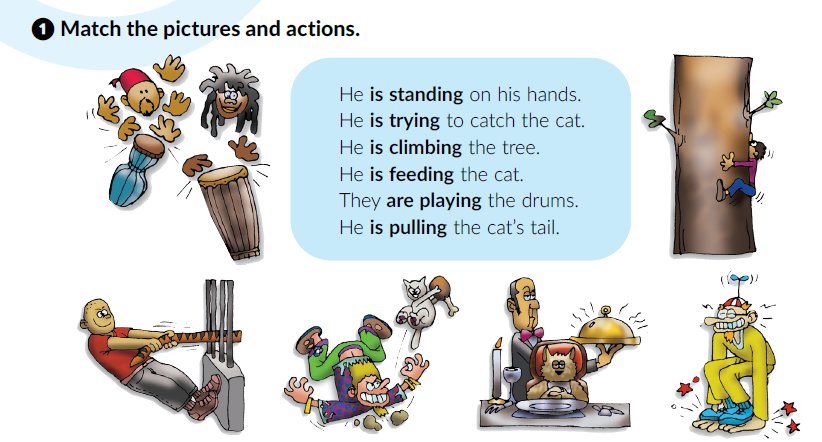 1 Match the pictures and actions.
He is standing on his hands.
He is trying to catch the cat.
He is climbing the tree.
He is feeding the cat.
They are playing the drums.
He is pulling the cat's tail.